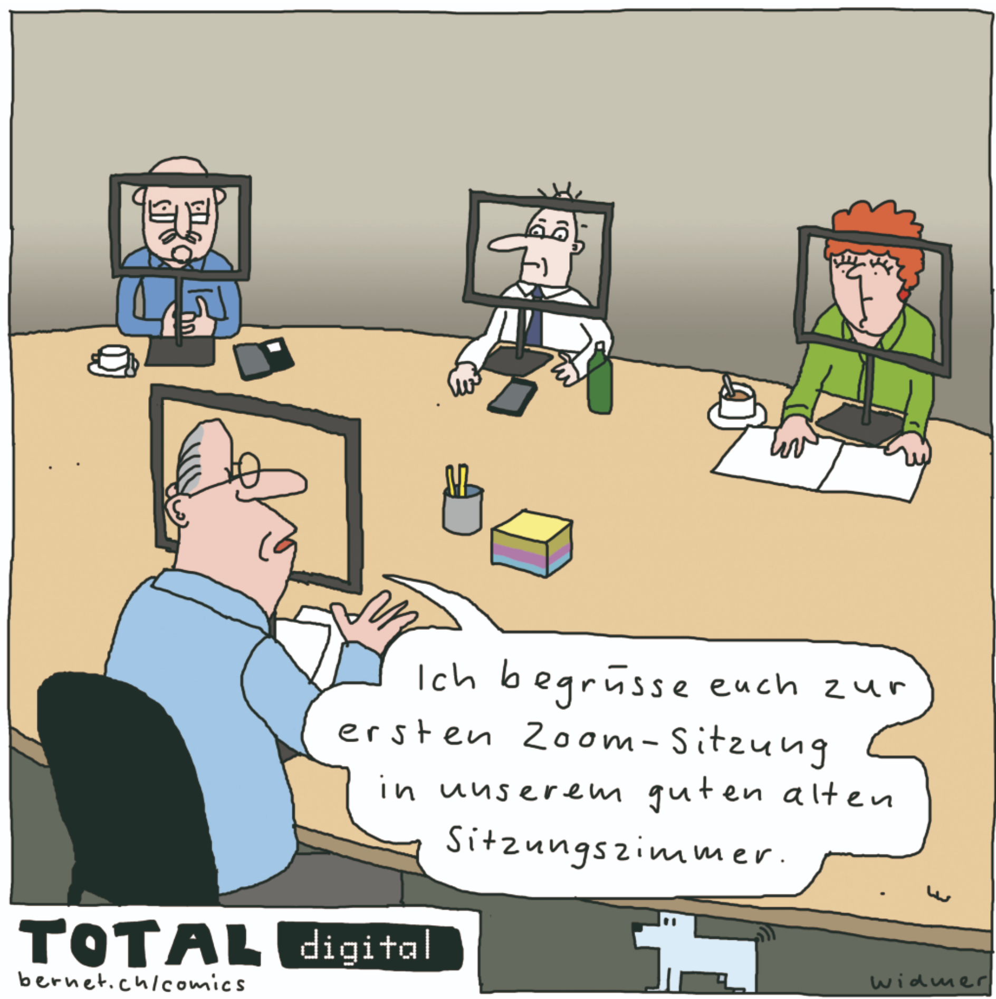 Ich begrüsse euch zur
ersten Zoom-Sitzung
in unserem guten alten
Sitzungszimmer.
TOTAL digital
bernet.ch/comics
widmer